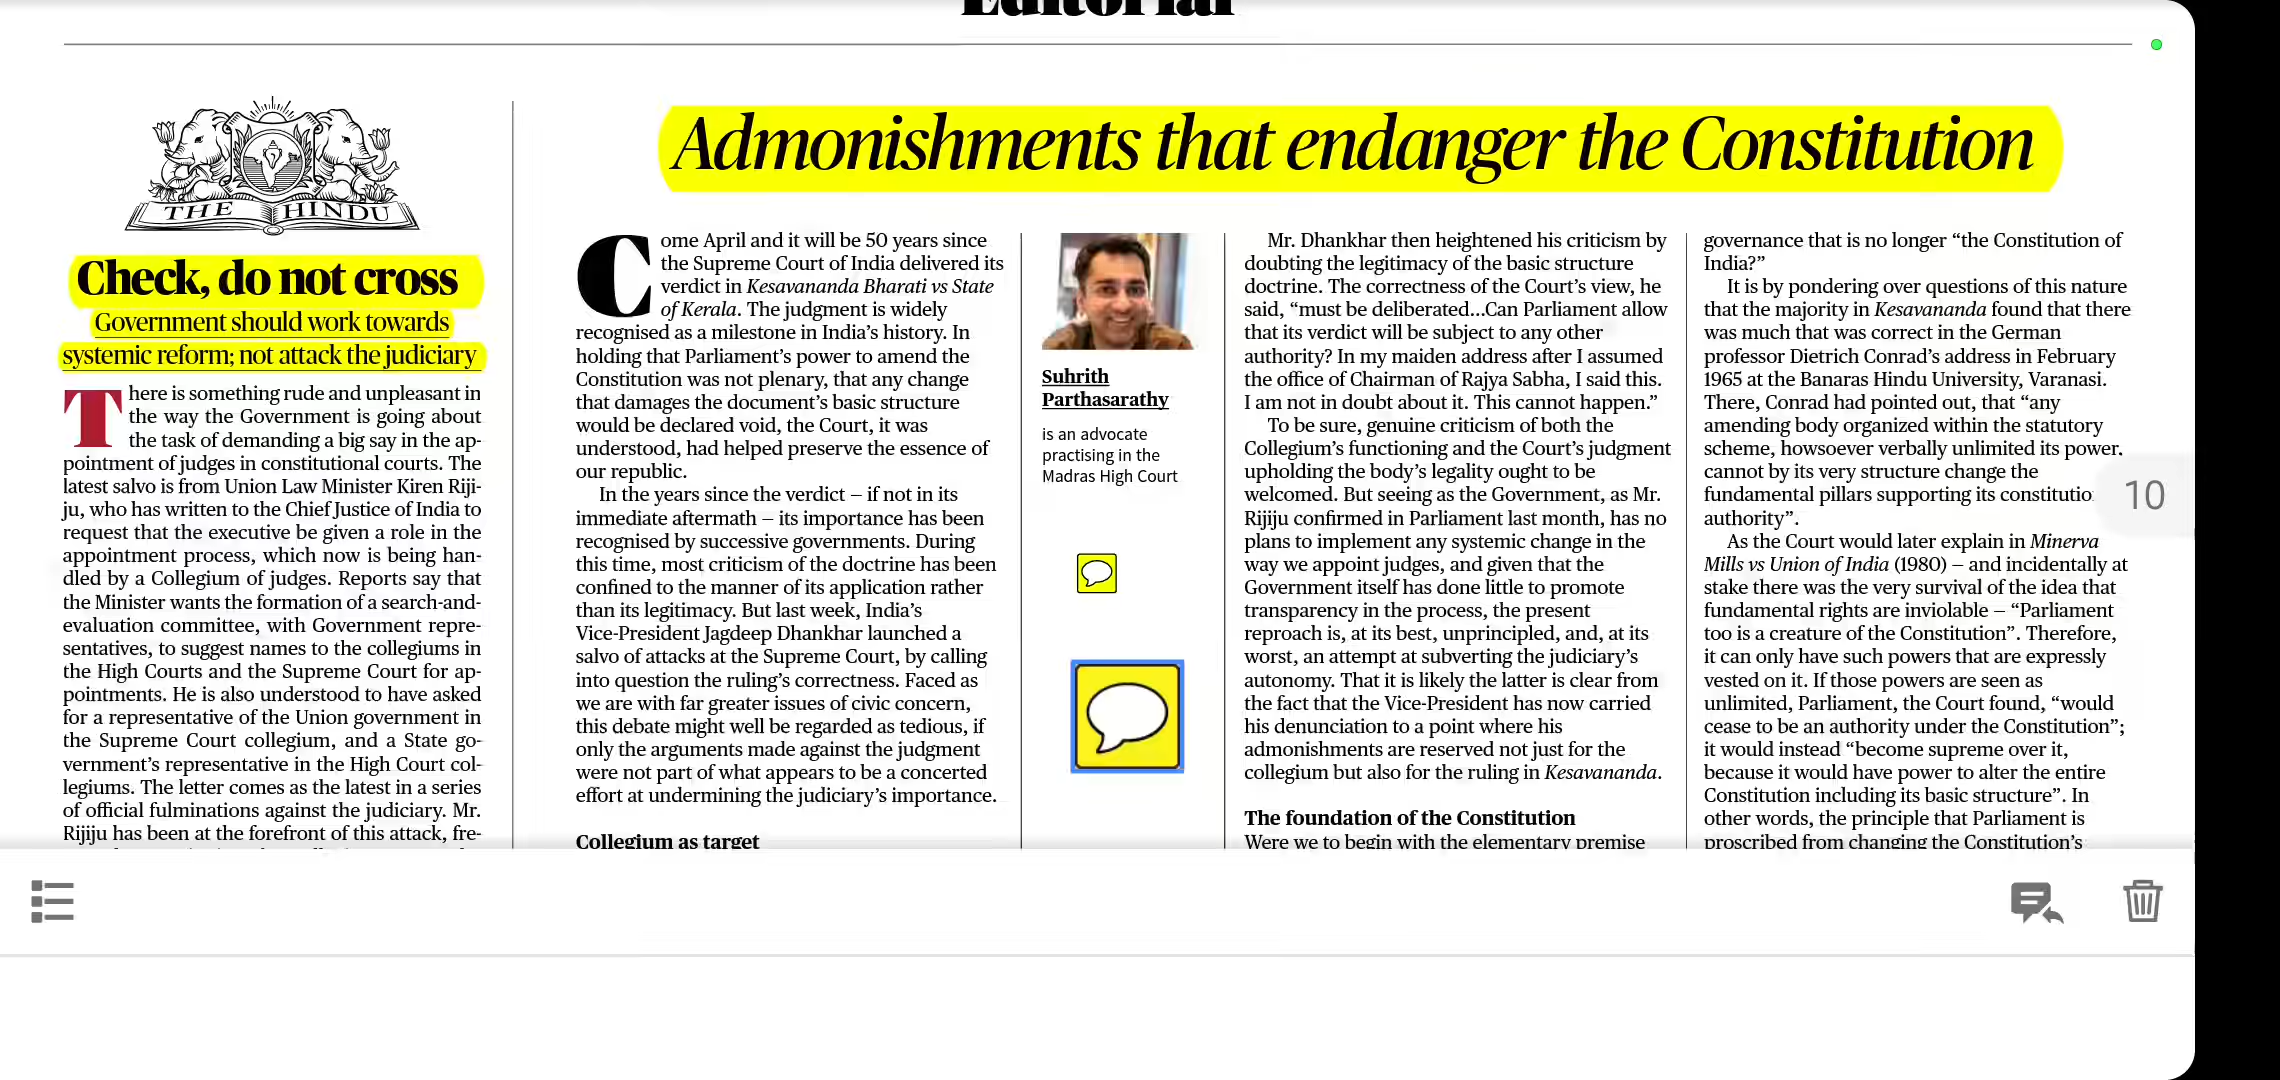 Editorial
THE HINDU
Check, do not cross
Government should work towards
systemic reform; not attack the judiciary
There is something rude and unpleasant in
the way the Government is going about
the task of demanding a big say in the ap-
pointment of judges in constitutional courts. The
latest salvo is from Union Law Minister Kiren Riji-
ju, who has written to the Chief Justice of India to
request that the executive be given a role in the
appointment process, which now is being han-
dled by a Collegium of judges. Reports say that
the Minister wants the formation of a search-and-
evaluation committee, with Government repre-
sentatives, to suggest names to the collegiums in
the High Courts and the Supreme Court for ap-
pointments. He is also understood to have asked
for a representative of the Union government in
the Supreme Court collegium, and a State go-
vernment’s representative in the High Court col-
legiums. The letter comes as the latest in a series
of official fulminations against the judiciary. Mr.
Rijiju has been at the forefront of this attack, fre-
Admonishments that endanger the Constitution
Come April and it will be 50 years since
the Supreme Court of India delivered its
verdict in Kesavananda Bharati vs State
of Kerala. The judgment is widely
recognised as a milestone in India’s history. In
holding that Parliament’s power to amend the
Constitution was not plenary, that any change
that damages the document’s basic structure
would be declared void, the Court, it was
understood, had helped preserve the essence of
our republic.
In the years since the verdict – if not in its
immediate aftermath – its importance has been
recognised by successive governments. During
this time, most criticism of the doctrine has been
confined to the manner of its application rather
than its legitimacy. But last week, India’s
Vice-President Jagdeep Dhankhar launched a
salvo of attacks at the Supreme Court, by calling
into question the ruling’s correctness. Faced as
we are with far greater issues of civic concern,
this debate might well be regarded as tedious, if
only the arguments made against the judgment
were not part of what appears to be a concerted
effort at undermining the judiciary’s importance.
Collegium as target
Suhrith
Parthasarathy
is an advocate
practising in the
Madras High Court
Mr. Dhankhar then heightened his criticism by
doubting the legitimacy of the basic structure
doctrine. The correctness of the Court’s view, he
said, “must be deliberated...Can Parliament allow
that its verdict will be subject to any other
authority? In my maiden address after I assumed
the office of Chairman of Rajya Sabha, I said this.
I am not in doubt about it. This cannot happen.”
To be sure, genuine criticism of both the
Collegium’s functioning and the Court’s judgment
upholding the body’s legality ought to be
welcomed. But seeing as the Government, as Mr.
Rijiju confirmed in Parliament last month, has no
plans to implement any systemic change in the
way we appoint judges, and given that the
Government itself has done little to promote
transparency in the process, the present
reproach is, at its best, unprincipled, and, at its
worst, an attempt at subverting the judiciary’s
autonomy. That it is likely the latter is clear from
the fact that the Vice-President has now carried
his denunciation to a point where his
admonishments are reserved not just for the
collegium but also for the ruling in Kesavananda.
The foundation of the Constitution
Were we to begin with the elementary premise
governance that is no longer “the Constitution of
India?”
It is by pondering over questions of this nature
that the majority in Kesavananda found that there
was much that was correct in the German
professor Dietrich Conrad’s address in February
1965 at the Banaras Hindu University, Varanasi.
There, Conrad had pointed out, that “any
amending body organized within the statutory
scheme, howsoever verbally unlimited its power,
cannot by its very structure change the
fundamental pillars supporting its constitutio
authority”.
As the Court would later explain in Minerva
Mills vs Union of India (1980) – and incidentally at
stake there was the very survival of the idea that
fundamental rights are inviolable – “Parliament
too is a creature of the Constitution”. Therefore,
it can only have such powers that are expressly
vested on it. If those powers are seen as
unlimited, Parliament, the Court found, “would
cease to be an authority under the Constitution”;
it would instead “become supreme over it,
because it would have power to alter the entire
Constitution including its basic structure”. In
other words, the principle that Parliament is
proscribed from changing the Constitution’s
10